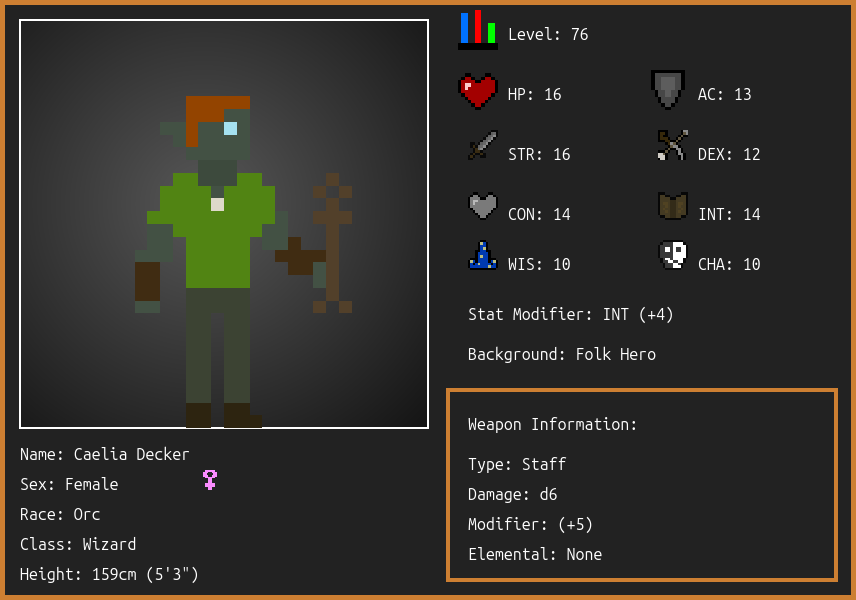 Level: 76
HP: 16
AC: 13
STR: 16
DEX: 12
CON: 14
INT: 14
WIS: 10
CHA: 10
Stat Modifier: INT (+4)
Background: Folk Hero
Weapon Information:
Type: Staff
Damage: d6
Modifier: (+5)
Elemental: None
Name: Caelia Decker
Sex: Female
Race: Orc
Class: Wizard
Height: 159cm (5'3")